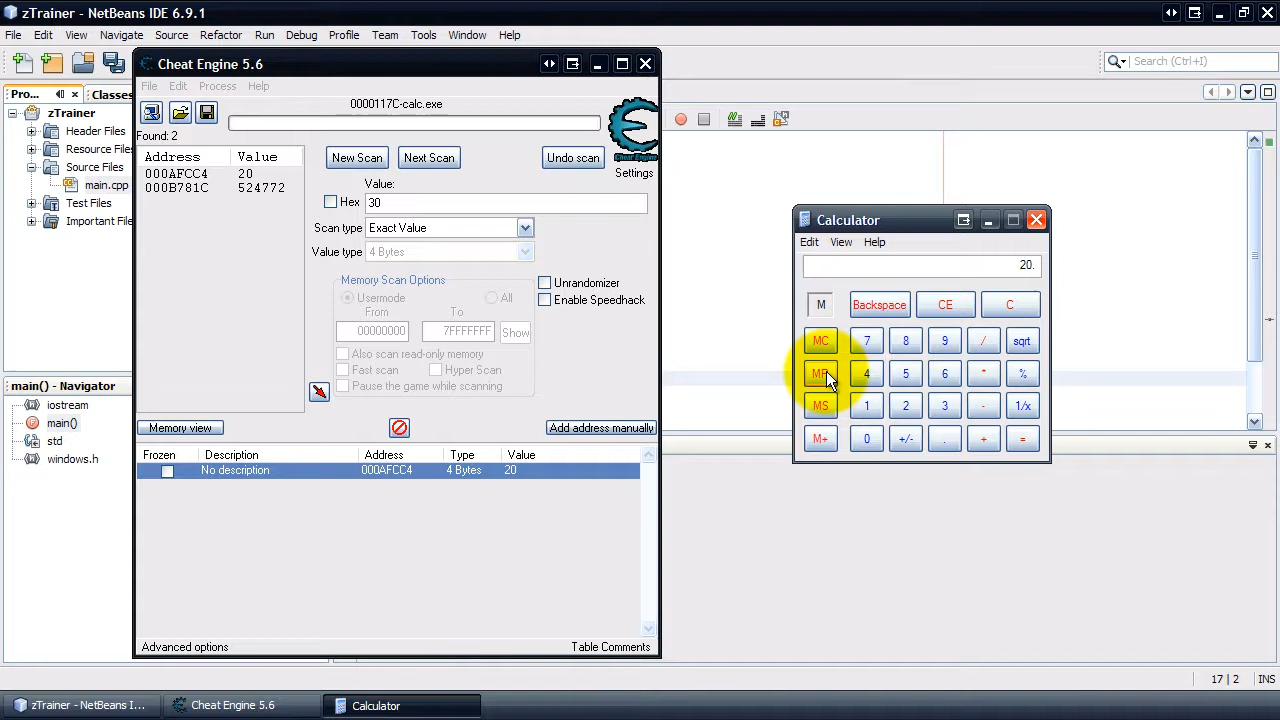 zTrainer - NetBeans IDE 6.9.1
File Edit View Navigate Source Refactor Run Debug Profile Team Tools Window Help
Search (Ctrl+I)
Pro... Classes
zTrainer
Header Files
Resource Files
Source Files
main.cpp
Test Files
Important Files
main() - Navigator
iostream
main()
std
windows.h
Cheat Engine 5.6
File Edit Process Help
0000117C-calc.exe
Found: 2
Address Value
000AFCC4 20
000B781C 524772
New Scan Next Scan Undo scan
Cheat Engine
Settings
Value:
Hex 30
Scan type Exact Value
Value type 4 Bytes
Memory Scan Options
Usermode All
From To
00000000 7FFFFFFF Show
Also scan read-only memory
Fast scan Hyper Scan
Pause the game while scanning
Unrandomizer
Enable Speedhack
Memory view Add address manually
Frozen Description Address Type Value
No description 000AFCC4 4 Bytes 20
Advanced options Table Comments
Calculator
Edit View Help
20.
M Backspace CE C
MC 7 8 9 / sqrt
MR 4 5 6 * %
MS 1 2 3 - 1/x
M+ 0 +/- . + =
17 | 2 INS
zTrainer - NetBeans I... Cheat Engine 5.6 Calculator